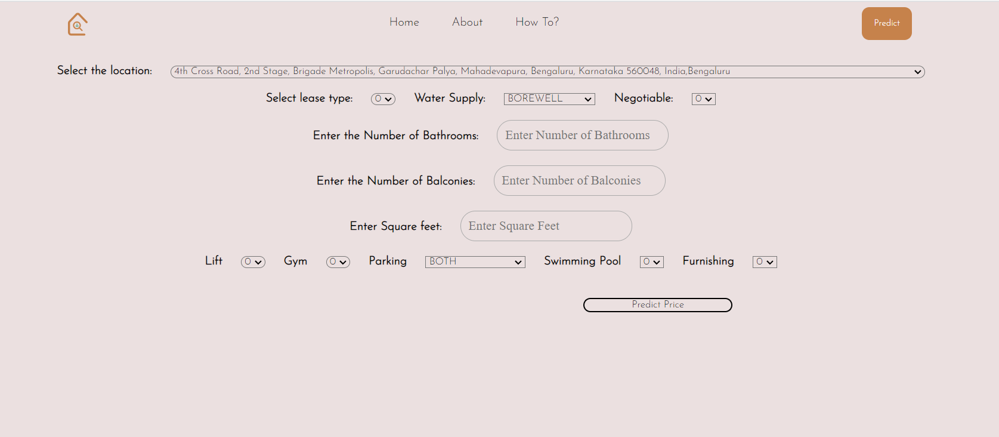 Home About How To? Predict
Select the location: 4th Cross Road, 2nd Stage, Brigade Metropolis, Garudachar Palya, Mahadevapura, Bengaluru, Karnataka 560048, India,Bengaluru
Select lease type: 0 Water Supply: BOREWELL Negotiable: 0
Enter the Number of Bathrooms: Enter Number of Bathrooms
Enter the Number of Balconies: Enter Number of Balconies
Enter Square feet: Enter Square Feet
Lift 0 Gym 0 Parking BOTH Swimming Pool 0 Furnishing 0
Predict Price